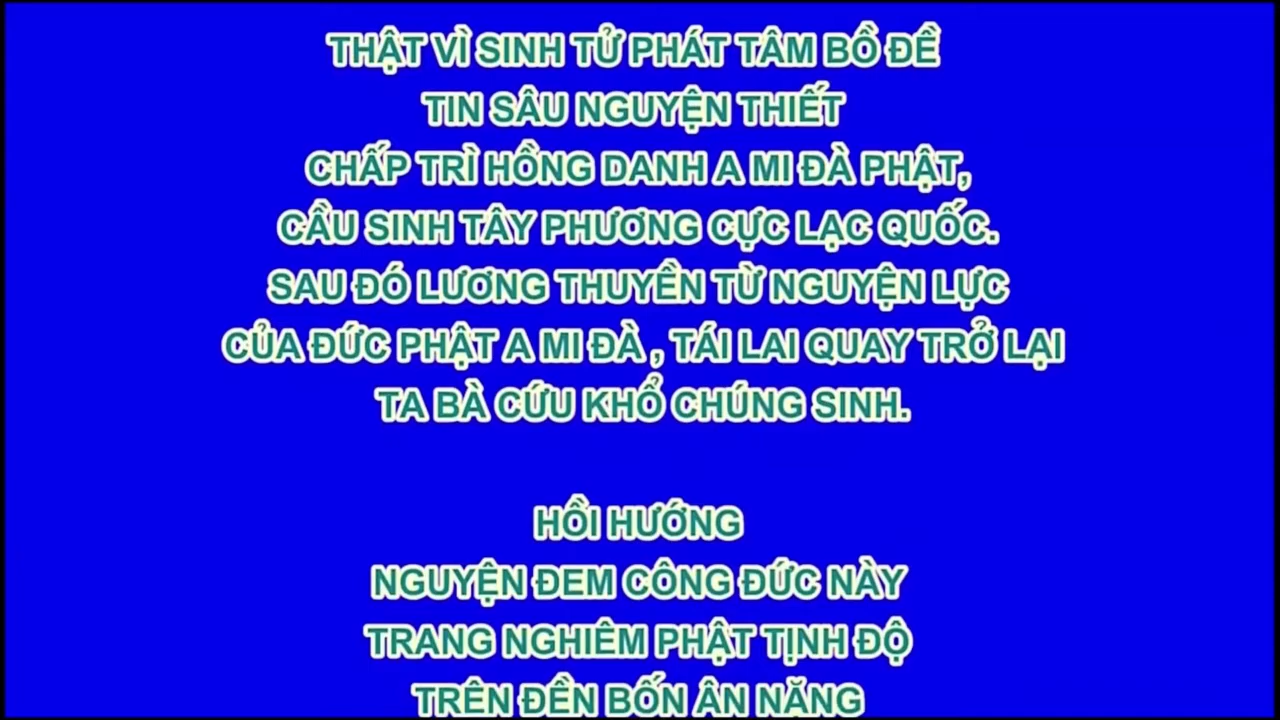 THẬT VÌ SINH TỬ PHÁT TÂM BỒ ĐỀ
TIN SÂU NGUYỆN THIẾT
CHẤP TRÌ HỒNG DANH A MI ĐÀ PHẬT,
CẦU SINH TÂY PHƯƠNG CỰC LẠC QUỐC.
SAU ĐÓ LƯƠNG THUYỀN TỪ NGUYỆN LỰC
CỦA ĐỨC PHẬT A MI ĐÀ , TÁI LAI QUAY TRỞ LẠI
TA BÀ CỨU KHỔ CHÚNG SINH.
HỒI HƯỚNG
NGUYỆN ĐEM CÔNG ĐỨC NÀY
TRANG NGHIÊM PHẬT TỊNH ĐỘ
TRÊN ĐỀN BỐN ÂN NẶNG